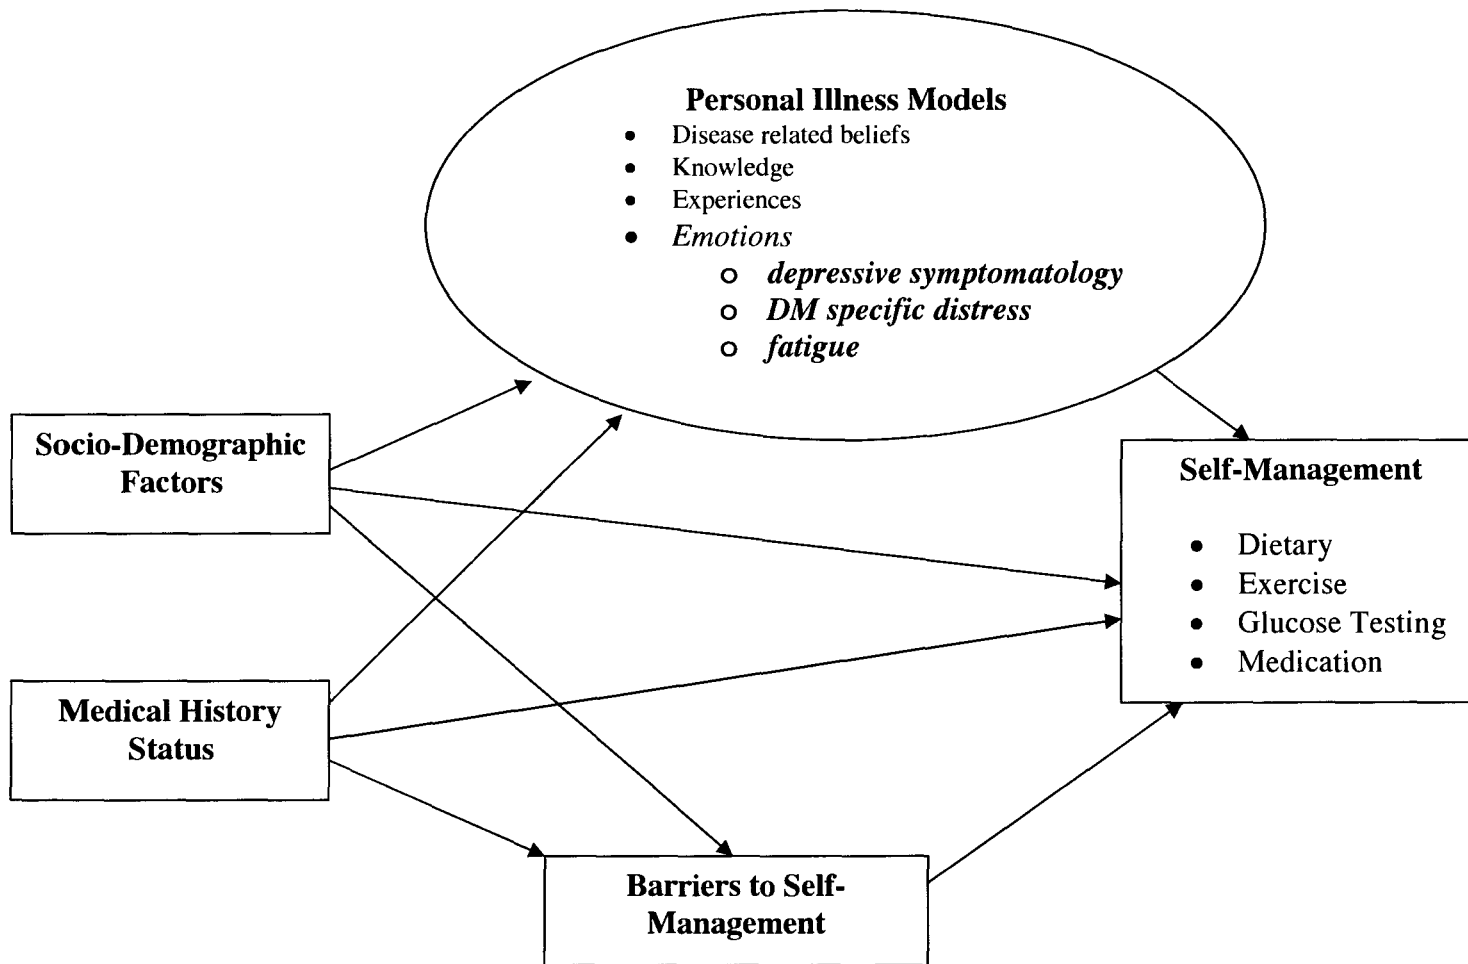 Personal Illness Models
• Disease related beliefs
• Knowledge
• Experiences
• Emotions
o depressive symptomatology
o DM specific distress
o fatigue
Socio-Demographic
Factors
Self-Management
• Dietary
• Exercise
• Glucose Testing
• Medication
Medical History
Status
Barriers to Self-
Management